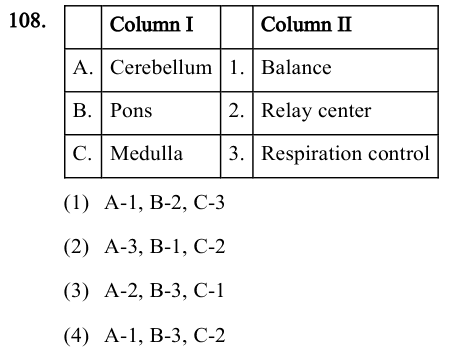 108.
Column I Column II
A. Cerebellum 1. Balance
B. Pons 2. Relay center
C. Medulla 3. Respiration control
(1) A-1, B-2, C-3
(2) A-3, B-1, C-2
(3) A-2, B-3, C-1
(4) A-1, B-3, C-2